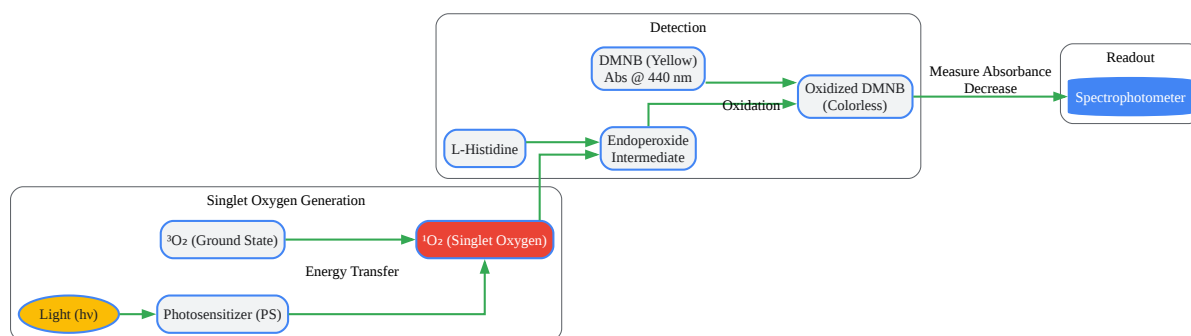 Detection
DMNB (Yellow)
Abs @ 440 nm
Oxidation
Oxidized DMNB
(Colorless)
L-Histidine
Endoperoxide
Intermediate
Measure Absorbance
Decrease
Readout
Spectrophotometer
Singlet Oxygen Generation
³O₂ (Ground State)
¹O₂ (Singlet Oxygen)
Energy Transfer
Light (hν)
Photosensitizer (PS)